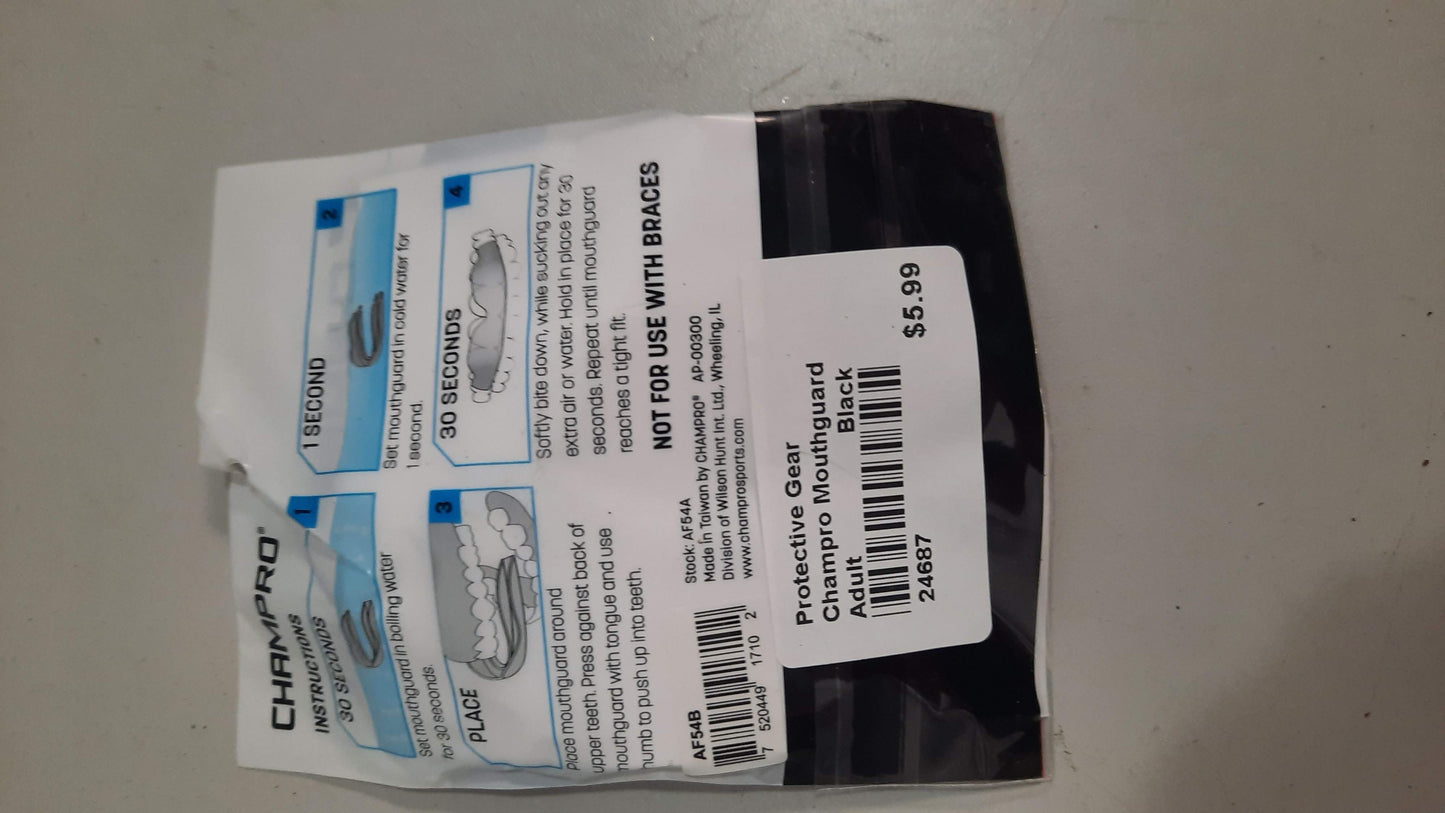 CHAMPRO®
INSTRUCTIONS
1
30 SECONDS
Set mouthguard in boiling water
for 30 seconds.
2
1 SECOND
Set mouthguard in cold water for
1 second.
3
PLACE
Place mouthguard around
upper teeth. Press against back of
mouthguard with tongue and use
humb to push up into teeth.
4
30 SECONDS
Softly bite down, while sucking out any
extra air or water. Hold in place for 30
seconds. Repeat until mouthguard
reaches a tight fit.
NOT FOR USE WITH BRACES
AF54B
7 520449 1710 2
Stock: AF54A
Made in Taiwan by CHAMPRO® AP-00300
Division of Wilson Hunt Int. Ltd., Wheeling, IL
www.champrosports.com
Protective Gear
Champro Mouthguard
Adult Black
24687 $5.99